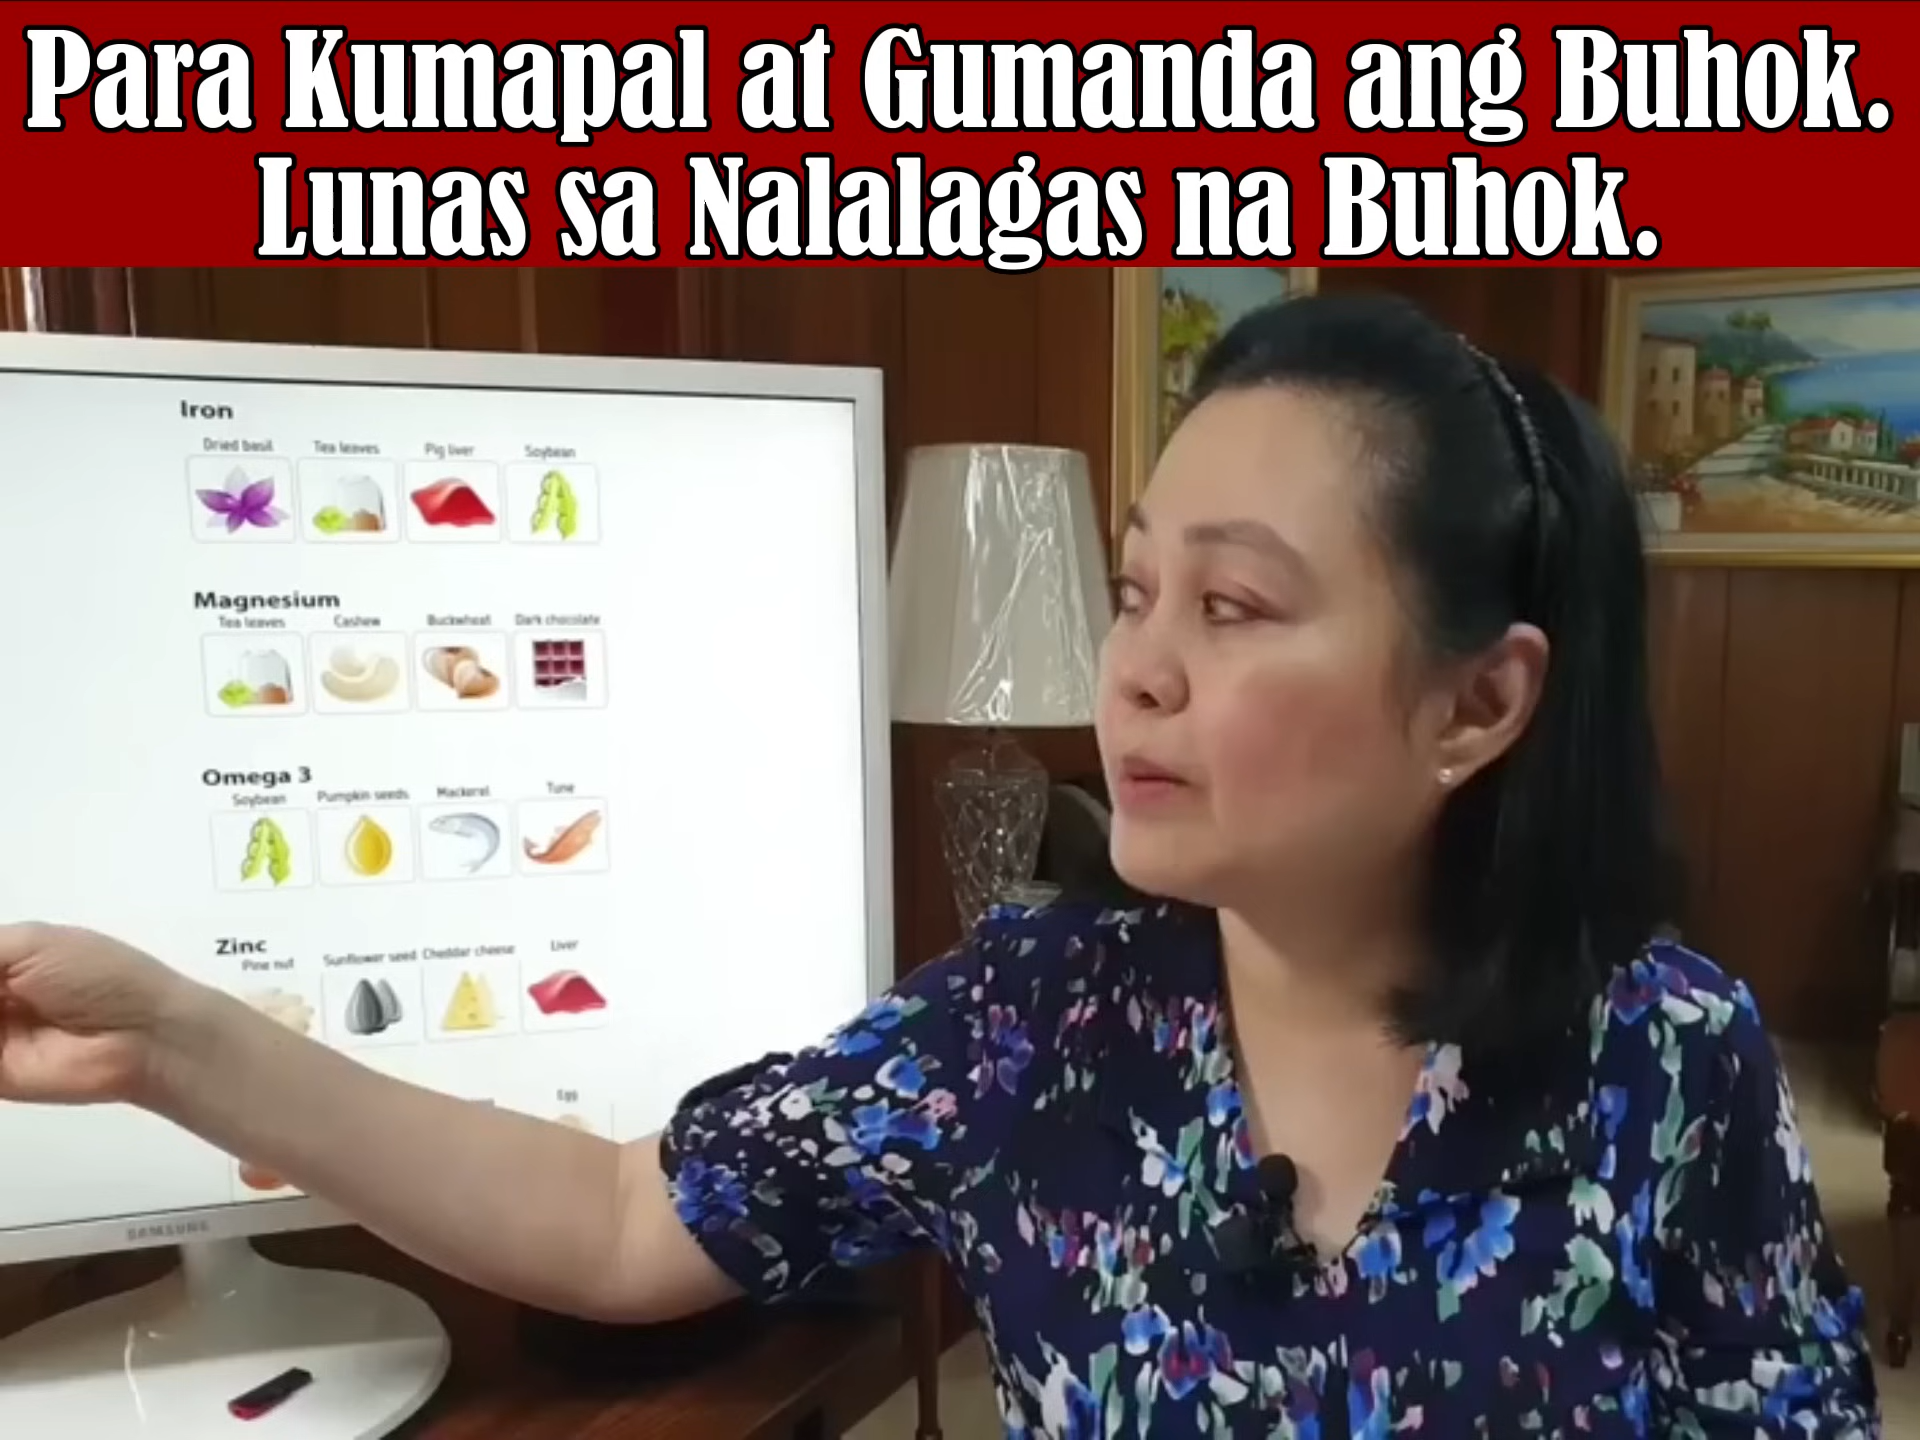 Para Kumapal at Gumanda ang Buhok.
Lunas sa Nalalagas na Buhok.
Iron
Dried basil Tea leaves Pig liver Soybean
Magnesium
Tea leaves Cashew Buckwheat Dark chocolate
Omega 3
Soybean Pumpkin seeds Mackerel Tune
Zinc
Pine nut Sunflower seed Cheddar cheese Liver
Egg
SAMSUNG